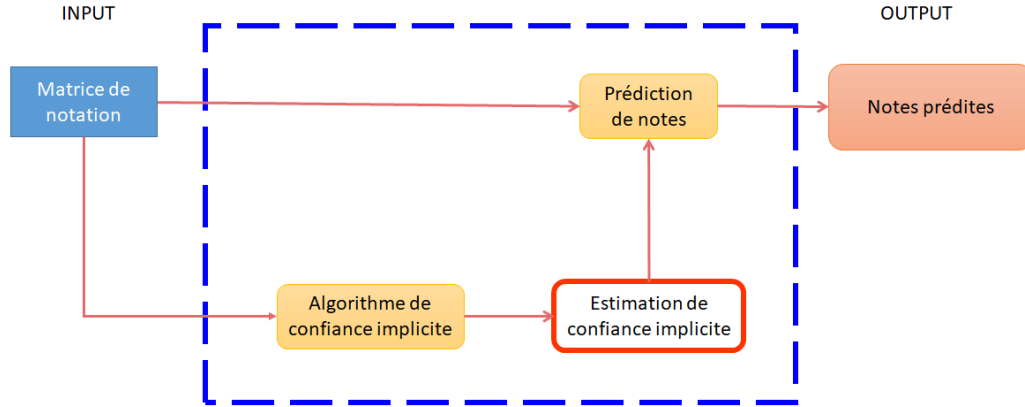 INPUT
OUTPUT
Matrice de
notation
Prédiction
de notes
Notes prédites
Algorithme de
confiance implicite
Estimation de
confiance implicite